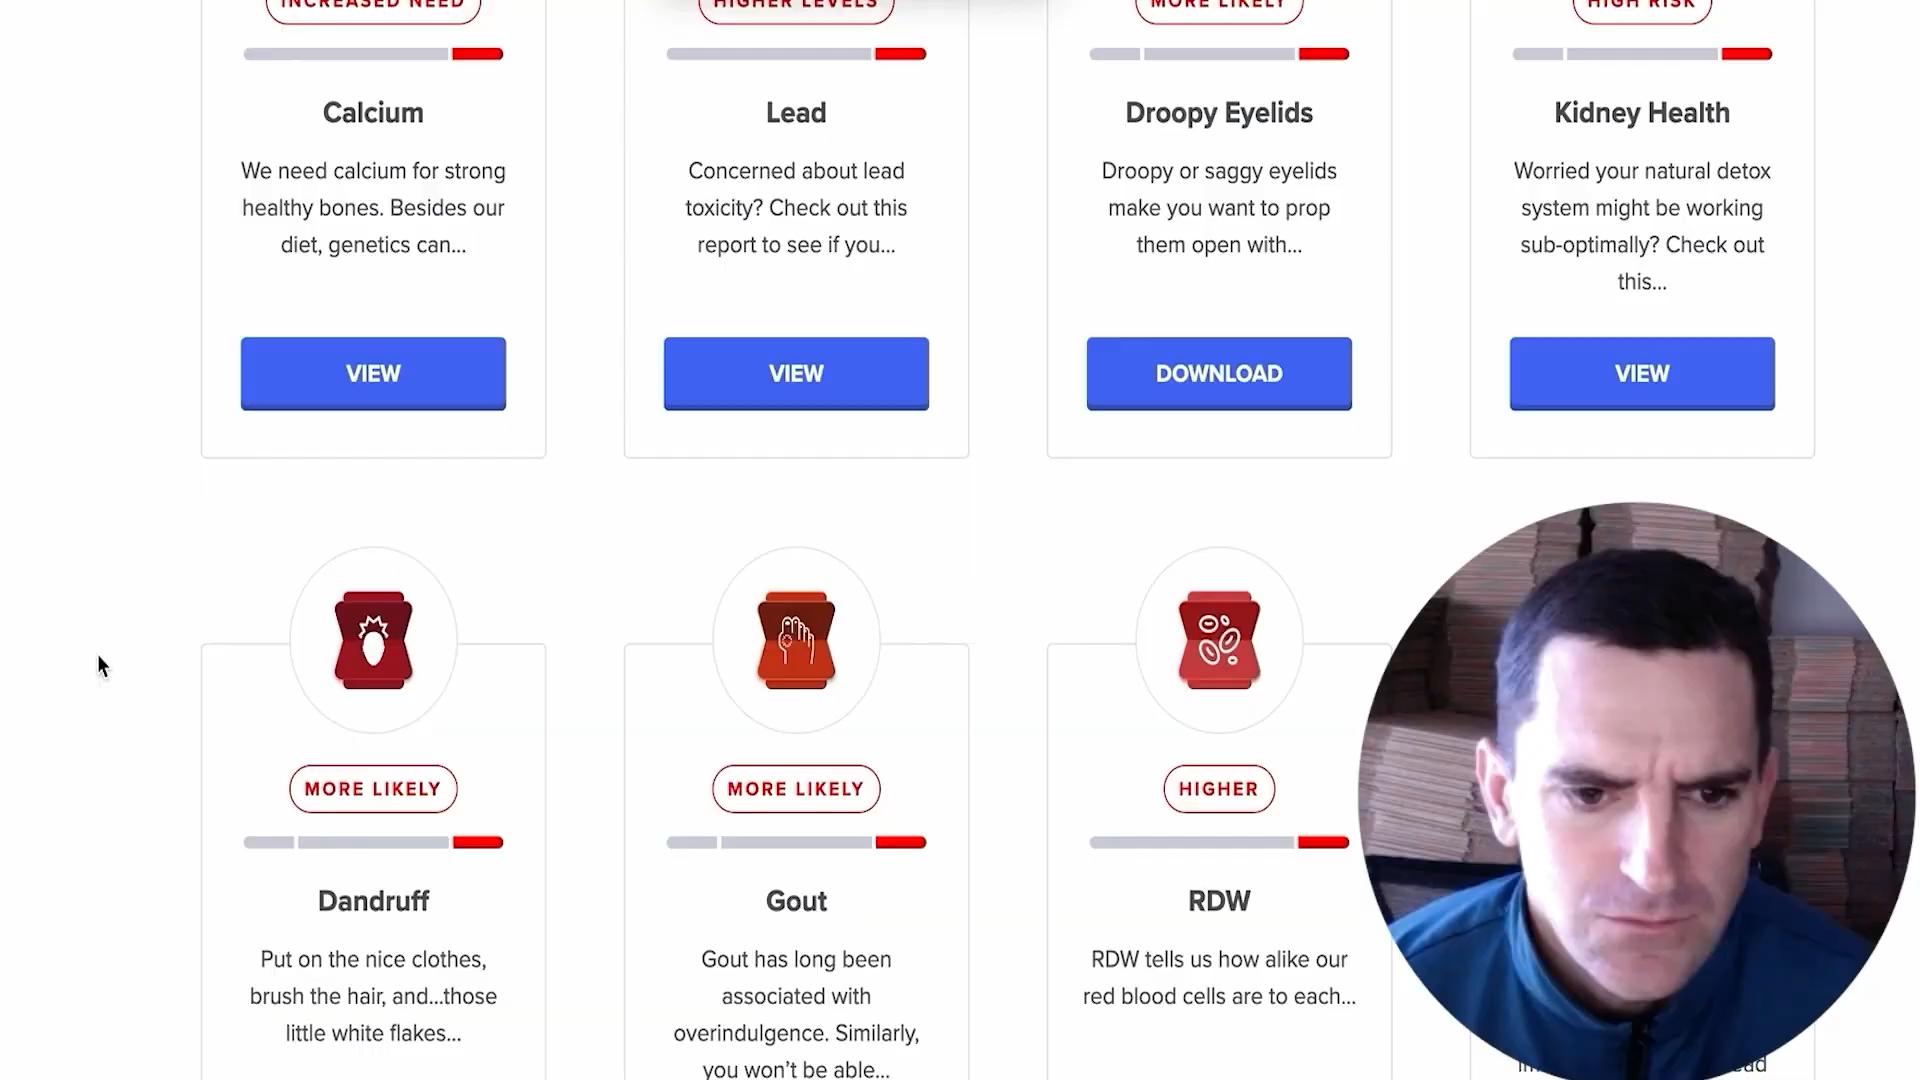 INCREASED NEED
HIGHER LEVELS
MORE LIKELY
HIGH RISK
Calcium
We need calcium for strong
healthy bones. Besides our
diet, genetics can...
VIEW
Lead
Concerned about lead
toxicity? Check out this
report to see if you...
VIEW
Droopy Eyelids
Droopy or saggy eyelids
make you want to prop
them open with...
DOWNLOAD
Kidney Health
Worried your natural detox
system might be working
sub-optimally? Check out
this...
VIEW
MORE LIKELY
Dandruff
Put on the nice clothes,
brush the hair, and...those
little white flakes...
MORE LIKELY
Gout
Gout has long been
associated with
overindulgence. Similarly,
you won't be able...
HIGHER
RDW
RDW tells us how alike our
red blood cells are to each...